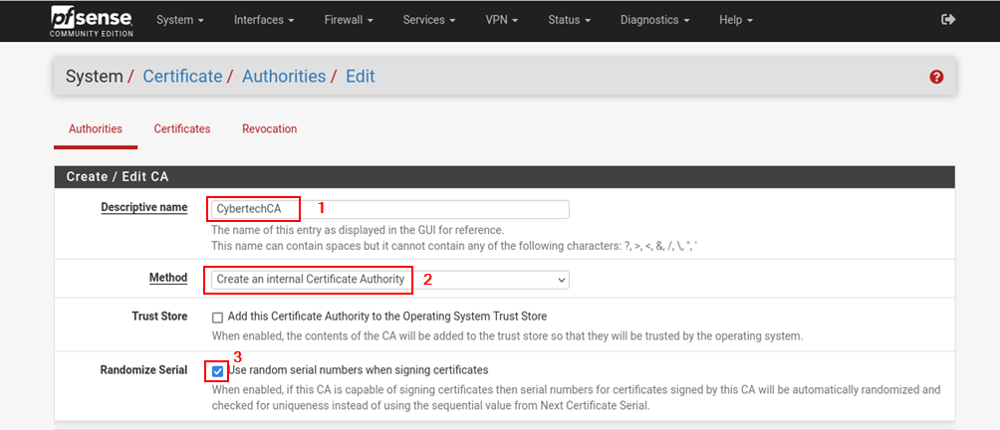 pfsense
COMMUNITY EDITION
System Interfaces Firewall Services VPN Status Diagnostics Help
System / Certificate / Authorities / Edit
?
Authorities Certificates Revocation
Create / Edit CA
Descriptive name CybertechCA 1
The name of this entry as displayed in the GUI for reference.
This name can contain spaces but it cannot contain any of the following characters: ?, >, <, &, /, \, ", '
Method Create an internal Certificate Authority 2
Trust Store Add this Certificate Authority to the Operating System Trust Store
When enabled, the contents of the CA will be added to the trust store so that they will be trusted by the operating system.
3
Randomize Serial Use random serial numbers when signing certificates
When enabled, if this CA is capable of signing certificates then serial numbers for certificates signed by this CA will be automatically randomized and
checked for uniqueness instead of using the sequential value from Next Certificate Serial.